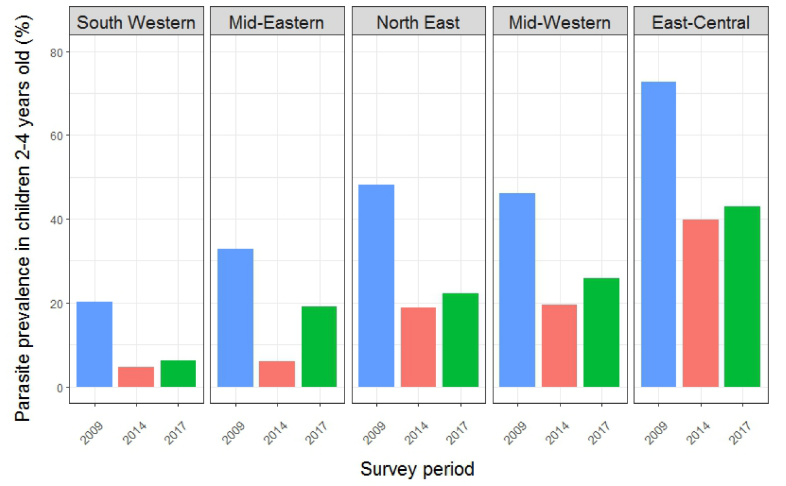 South Western
Mid-Eastern
North East
Mid-Western
East-Central
Parasite prevalence in children 2-4 years old (%)
80
60
40
20
0
2009
2014
2017
2009
2014
2017
2009
2014
2017
2009
2014
2017
2009
2014
2017
Survey period